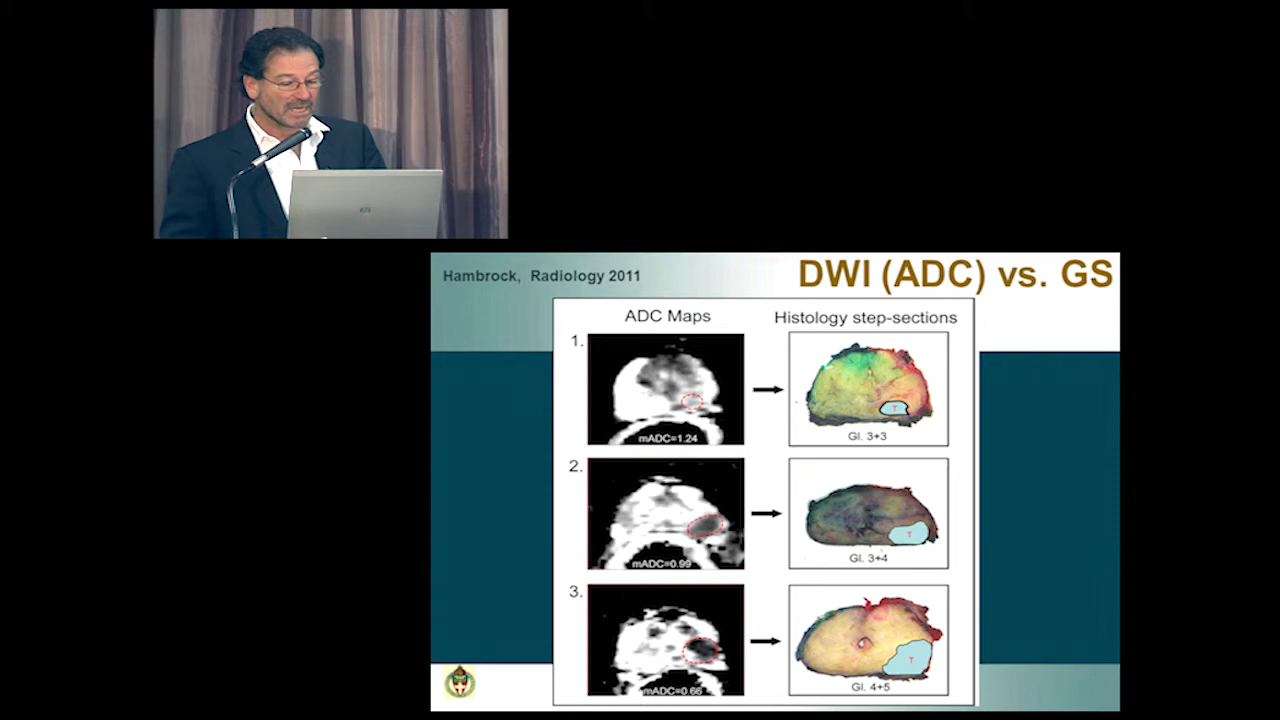 Hambrock, Radiology 2011
DWI (ADC) vs. GS
ADC Maps
Histology step-sections
1.
mADC=1.24
T
Gl. 3+3
2.
mADC=0.99
T
Gl. 3+4
3.
mADC=0.66
T
Gl. 4+5